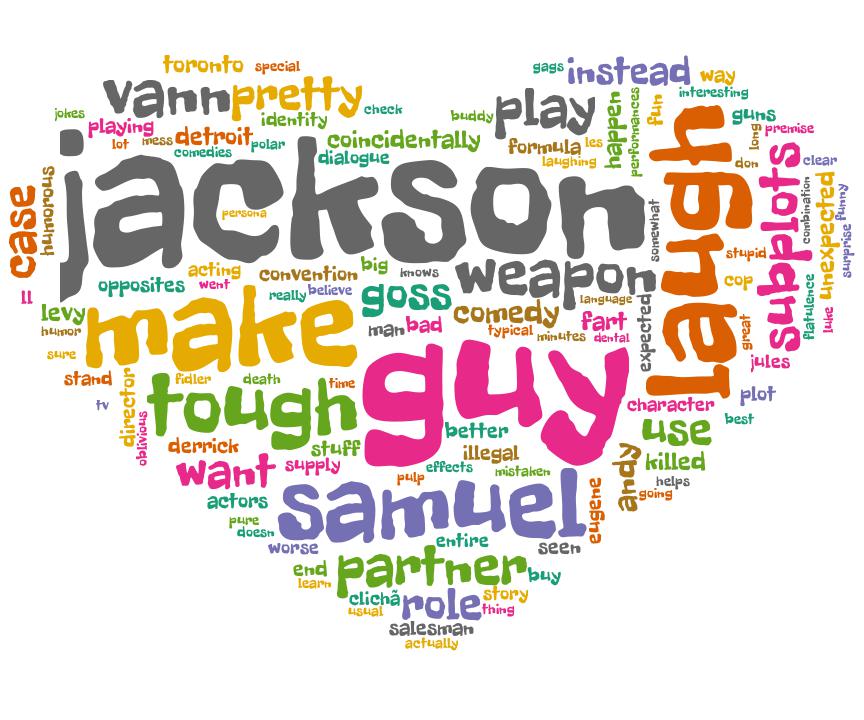 toronto
special
gags
instead
way
interesting
vann
pretty
check
jokes
playing
identity
buddy
play
happen
performances
fun
guns
premise
lot
mess
detroit
polar
comedies
coincidentally
dialogue
formula
les
laughing
long
don
clear
jackson
persona
laugh
subplots
combination
unexpected
funny
surprise
case
humorous
somewhat
ll
opposites
acting
went
convention
really
believe
big
knows
goss
weapon
language
stupid
cop
flatulence
luke
levy
humor
make
man
bad
comedy
typical
minutes
fart
dental
expected
great
jules
sure
stand
fidler
death
time
tv
director
oblivious
tough
guy
character
plot
best
derrick
stuff
better
use
want
supply
pulp
effects
illegal
mistaken
andy
killed
helps
going
actors
samuel
eugene
pure
doesn
worse
entire
seen
end
learn
partner
buy
clichã
usual
role
story
thing
salesman
actually